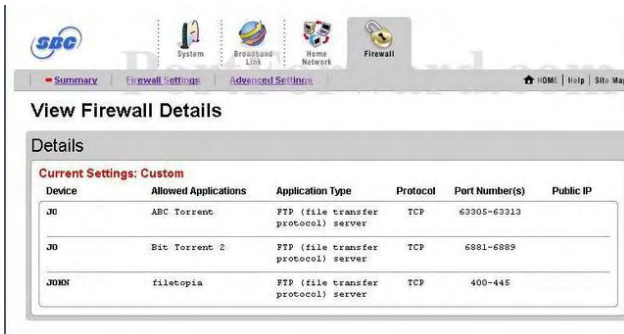 SBC
System
Broadband Link
Home Network
Firewall
PortForward.com
Summary | Firewall Settings | Advanced Settings
HOME | Help | Site Map
View Firewall Details
Details
Current Settings: Custom
Device Allowed Applications Application Type Protocol Port Number(s) Public IP
JO ABC Torrent FTP (file transfer protocol) server TCP 63305-63313
JO Bit Torrent 2 FTP (file transfer protocol) server TCP 6881-6889
JOHN filetopia FTP (file transfer protocol) server TCP 400-445